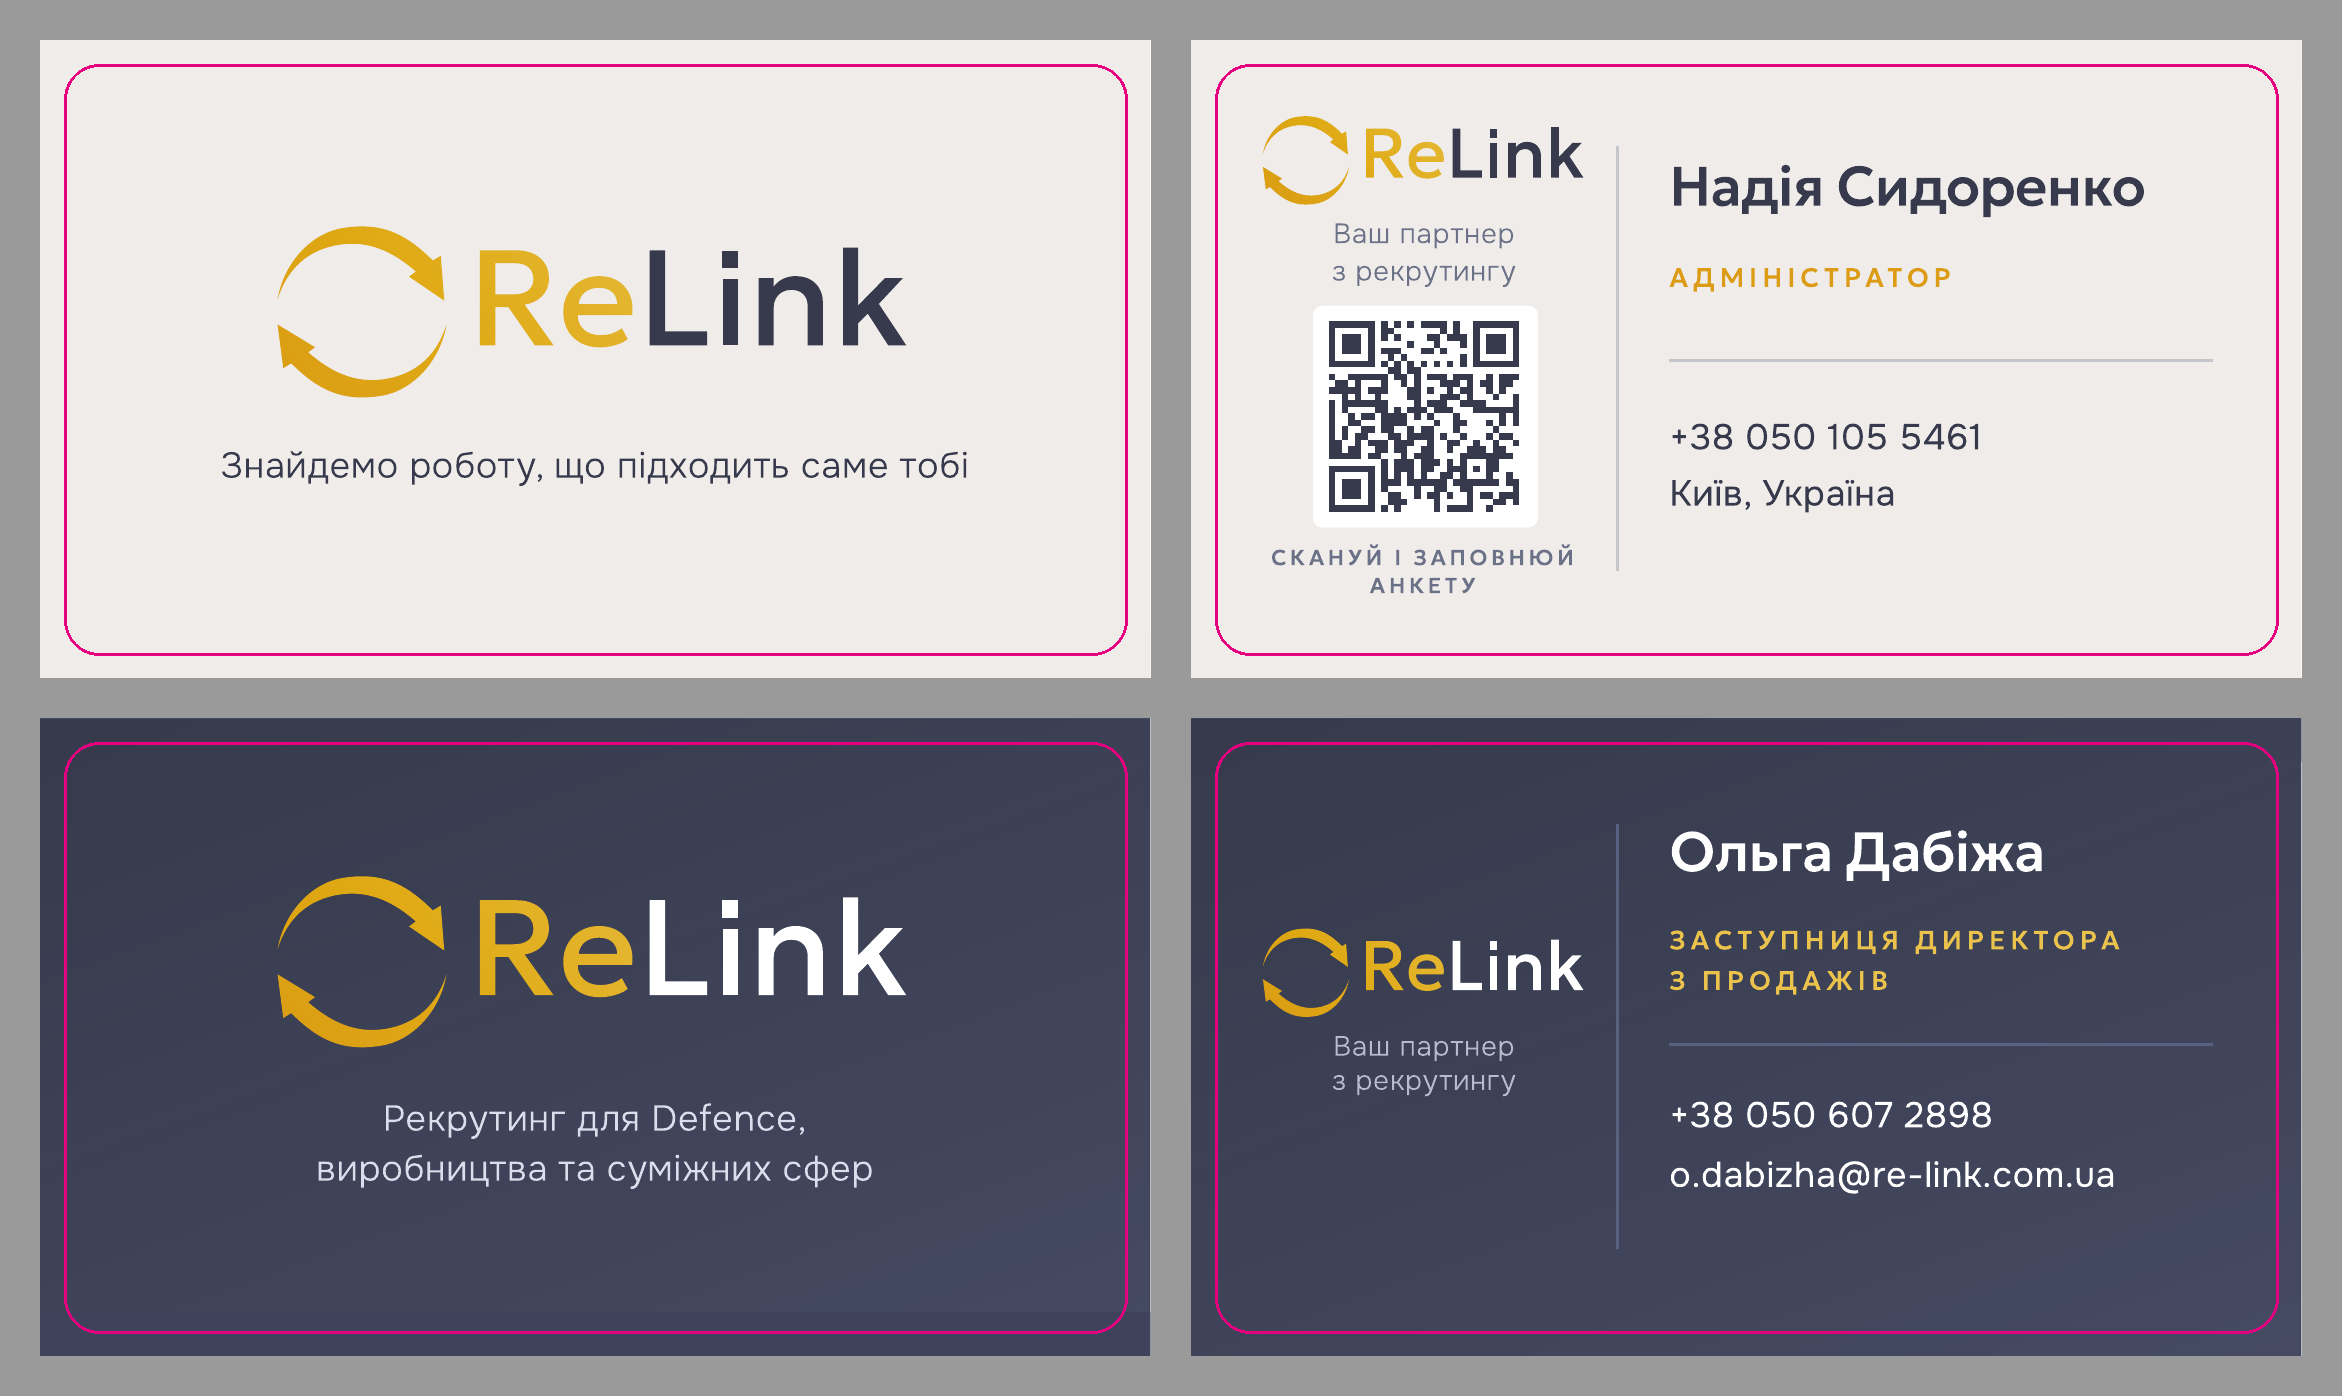 ReLink
Знайдемо роботу, що підходить саме тобі
ReLink
Ваш партнер
з рекрутингу
СКАНУЙ І ЗАПОВНЮЙ
АНКЕТУ
Надія Сидоренко
АДМІНІСТРАТОР
+38 050 105 5461
Київ, Україна
ReLink
Рекрутинг для Defence,
виробництва та суміжних сфер
ReLink
Ваш партнер
з рекрутингу
Ольга Дабіжа
ЗАСТУПНИЦЯ ДИРЕКТОРА
З ПРОДАЖІВ
+38 050 607 2898
o.dabizha@re-link.com.ua